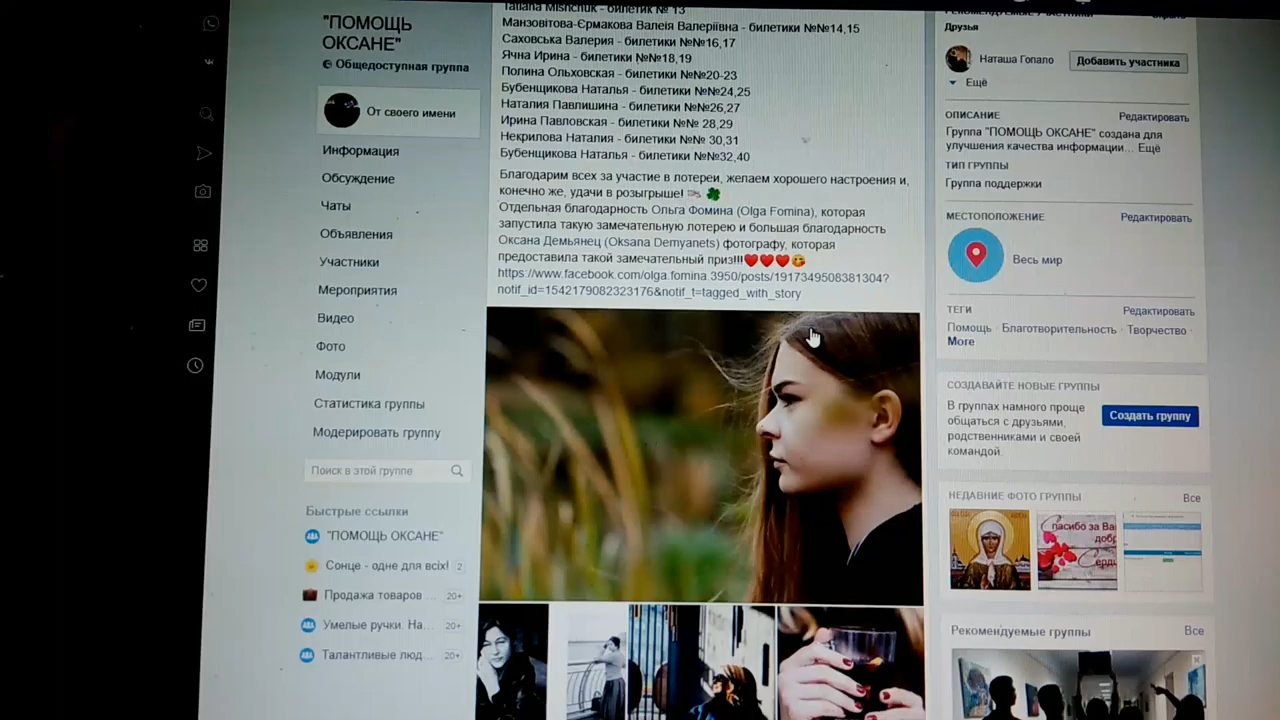 "ПОМОЩЬ
ОКСАНЕ"
Общедоступная группа
От своего имени
Информация
Обсуждение
Чаты
Объявления
Участники
Мероприятия
Видео
Фото
Модули
Статистика группы
Модерировать группу
Поиск в этой группе
Быстрые ссылки
"ПОМОЩЬ ОКСАНЕ"
Сонце - одне для всіх! 2
Продажа товаров ... 20+
Умелые ручки. На... 20+
Талантливые люд... 20+
Tatiana Mishchuk - билетик № 13
Манзовітова-Єрмакова Валеія Валеріївна - билетики №№14,15
Саховська Валерия - билетики №№16,17
Ячна Ирина - билетики №№18,19
Полина Ольховская - билетики №№20-23
Бубенщикова Наталья - билетики №№24,25
Наталия Павлишина - билетики №№26,27
Ирина Павловская - билетики №№ 28,29
Некрилова Наталия - билетики №№ 30,31
Бубенщикова Наталья - билетики №№32,40
Благодарим всех за участие в лотереи, желаем хорошего настроения и,
конечно же, удачи в розыгрыше!
Отдельная благодарность Ольга Фомина (Olga Fomina), которая
запустила такую замечательную лотерею и большая благодарность
Оксана Демьянец (Oksana Demyanets) фотографу, которая
предоставила такой замечательный приз!!!
https://www.facebook.com/olga.fomina.3950/posts/1917349508381304?
notif_id=1542179082323176&notif_t=tagged_with_story
Друзья
Наташа Гопало
Добавить участника
Ещё
ОПИСАНИЕ
Редактировать
Группа "ПОМОЩЬ ОКСАНЕ" создана для
улучшения качества информации... Ещё
ТИП ГРУППЫ
Группа поддержки
МЕСТОПОЛОЖЕНИЕ
Редактировать
Весь мир
ТЕГИ
Редактировать
Помощь · Благотворительность · Творчество ·
More
СОЗДАВАЙТЕ НОВЫЕ ГРУППЫ
В группах намного проще
общаться с друзьями,
родственниками и своей
командой.
Создать группу
НЕДАВНИЕ ФОТО ГРУППЫ
Все
Рекомендуемые группы
Все